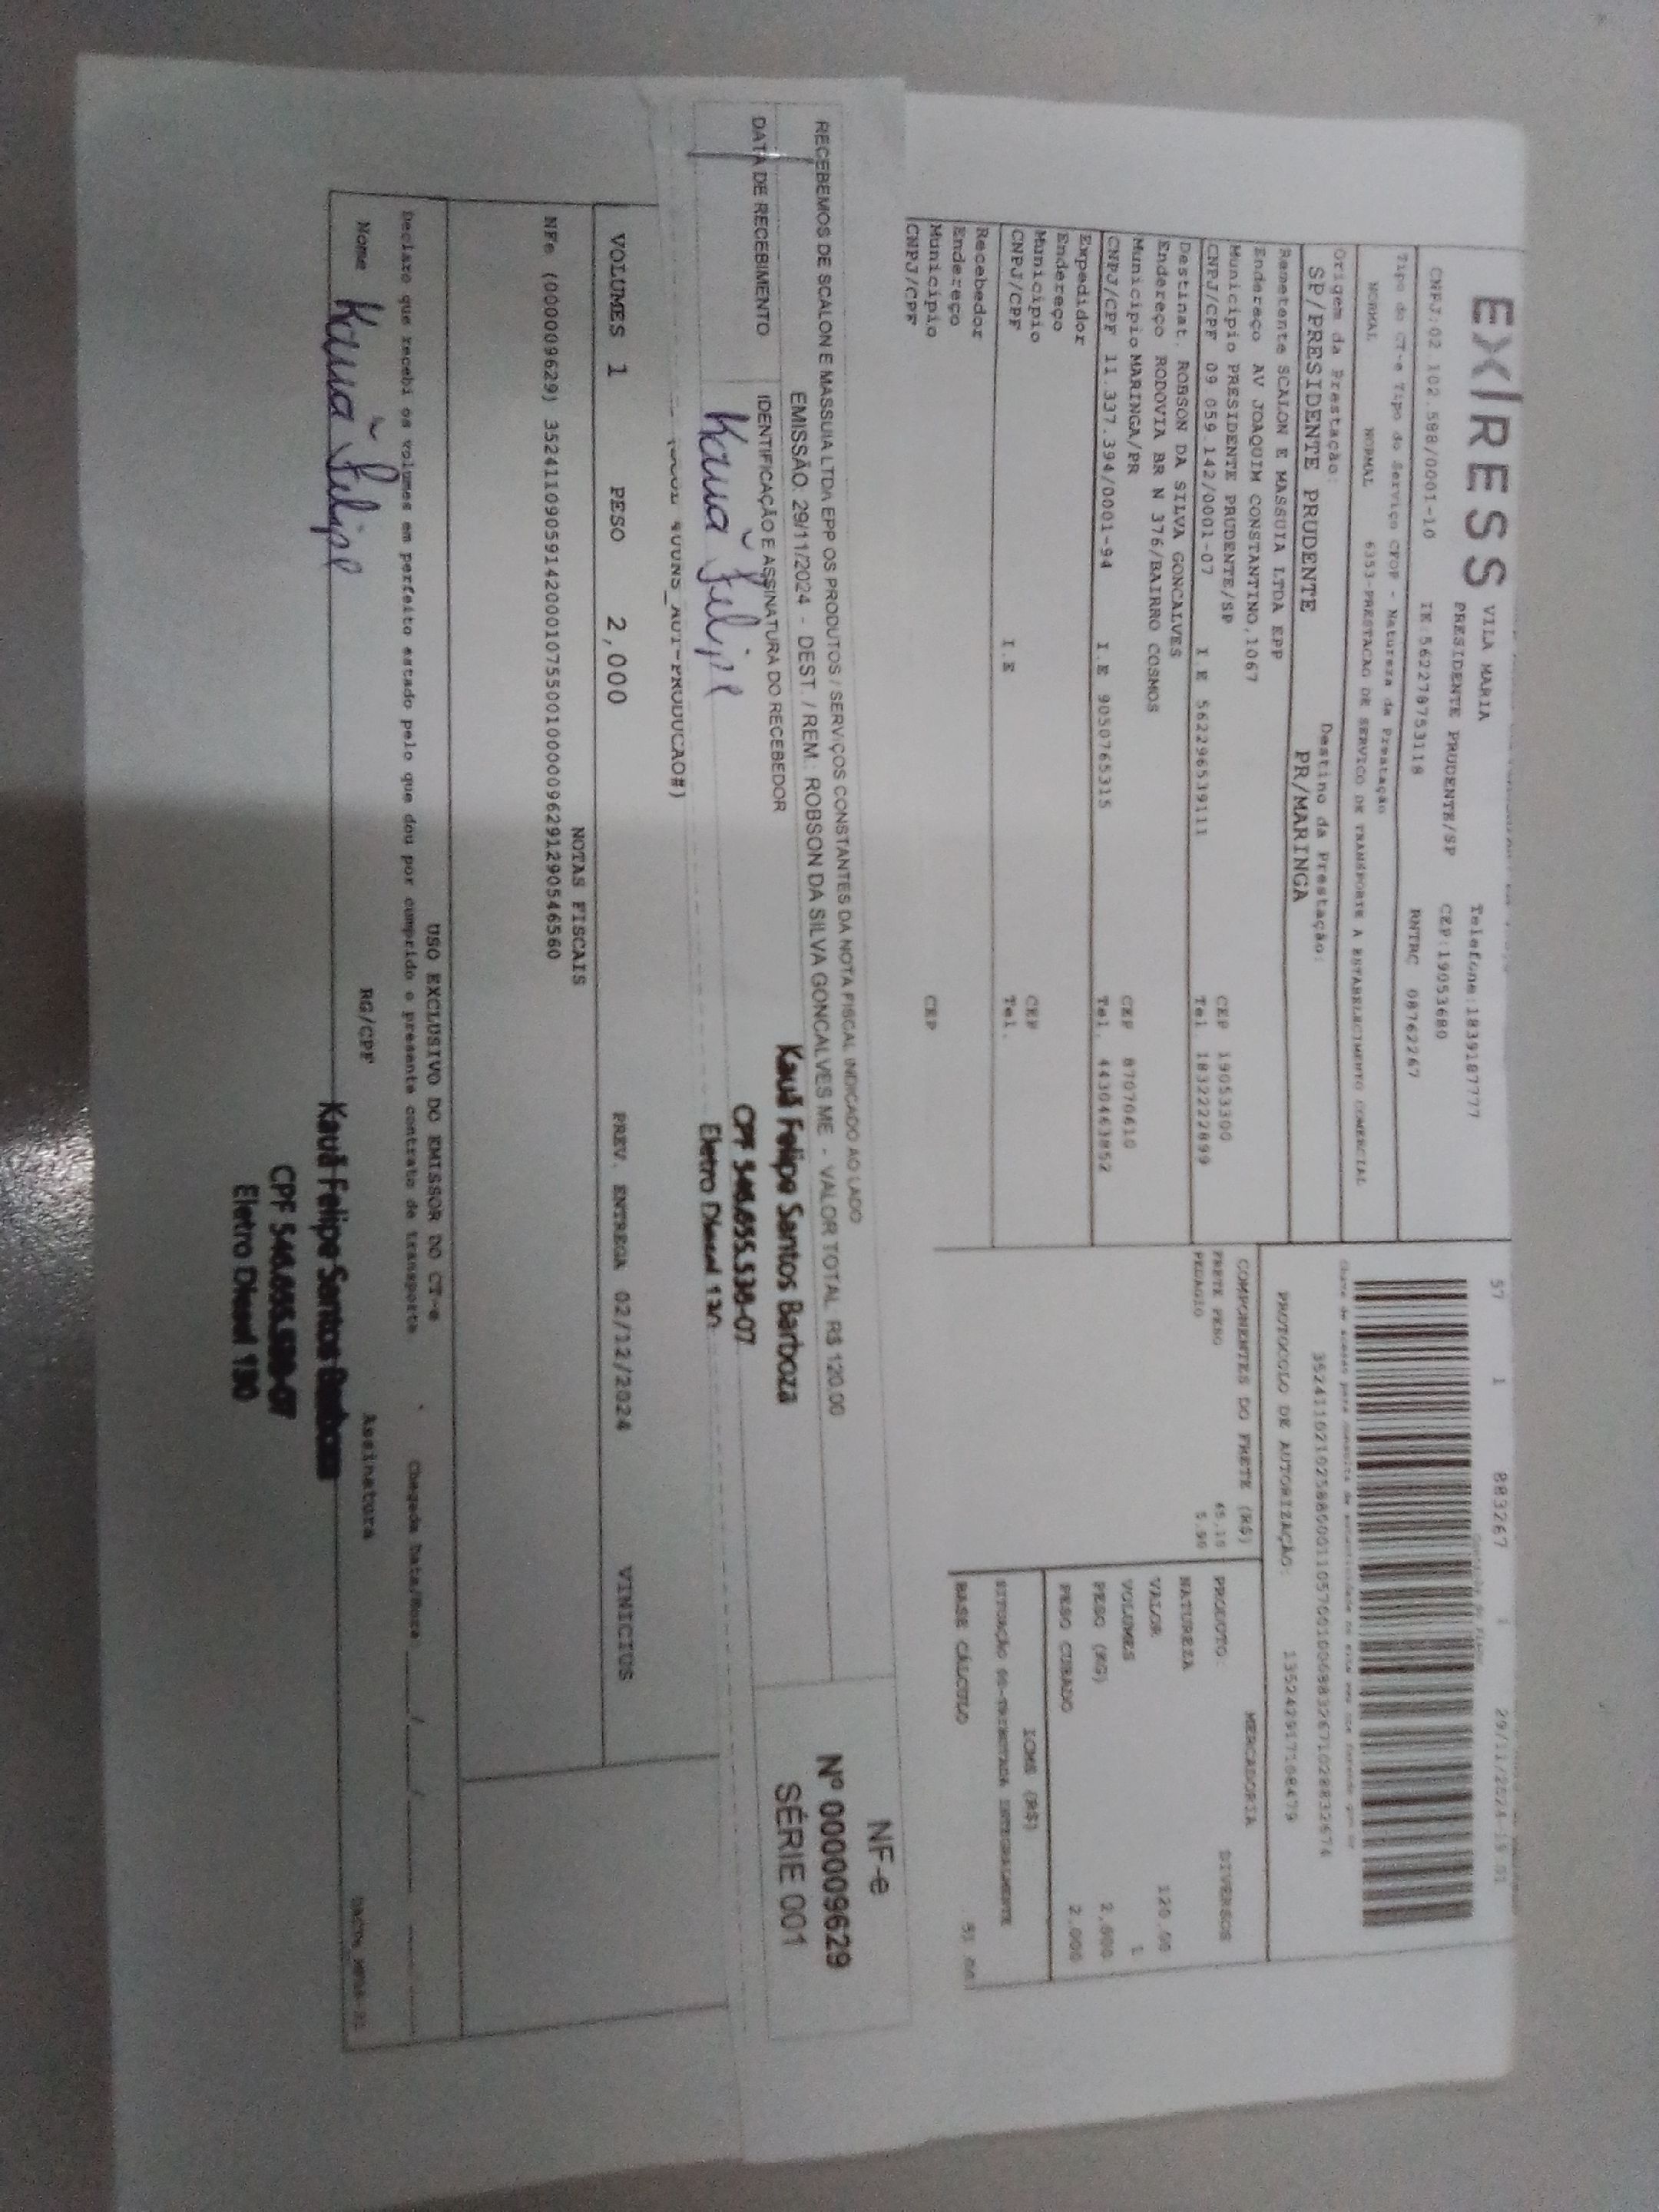 EX/RESS
VILA MARIA
Telefone:1839187777
PRESIDENTE PRUDENTE/SP
CEP:19053680
CNPJ:02.102.588/0001-10 IE 562278753118 RNTRC 08762267
Tipo do CT-e Tipo do Serviço CFOP - Natureza da Prestação
NORMAL NORMAL 6353-PRESTACAO DE SERVICO DE TRANSPORTE A ESTABELECIMENTO COMERCIAL
Origem da Prestação: Destino da Prestação:
SP/PRESIDENTE PRUDENTE PR/MARINGA
Remetente SCALON E MASSUIA LTDA EPP
Endereço AV JOAQUIM CONSTANTINO,1067
Município PRESIDENTE PRUDENTE/SP CEP 19053300
CNPJ/CPF 09.059.142/0001-07 I.E 562296539111 Tel. 1832222899
Destinat. ROBSON DA SILVA GONCALVES
Endereço RODOVIA BR N 376/BAIRRO COSMOS
Município MARINGA/PR CEP 87070610
CNPJ/CPF 11.337.394/0001-94 I.E 9050765315 Tel. 4430463852
Expedidor
Endereço
Município CEP
CNPJ/CPF I.E Tel.
Recebedor
Endereço
Município CEP
CNPJ/CPF
57 1 883267 1 29/11/2024
PROTOCOLO DE AUTORIZAÇÃO:
COMPONENTES DO FRETE (R$)
FRETE PESO 65.15
PEDAGIO
MERCADORIA
PRODUTO: DIVERSOS
NATUREZA
VALOR 120.00
VOLUMES 1
PESO (KG) 2,000
PESO CUBADO 2.000
ICMS (R$)
BASE CÁLCULO
RECEBEMOS DE SCALON E MASSUIA LTDA EPP OS PRODUTOS / SERVIÇOS CONSTANTES DA NOTA FISCAL INDICADO AO LADO
EMISSÃO: 29/11/2024 - DEST. / REM.: ROBSON DA SILVA GONCALVES ME - VALOR TOTAL: R$ 120.00
DATA DE RECEBIMENTO IDENTIFICAÇÃO E ASSINATURA DO RECEBEDOR
Kauã Felipe
Kauã Felipe Santos Barboza
CPF 546.655.538-07
Eletro Diesel 130
NF-e
Nº 000009629
SÉRIE 001
VOLUMES 1 PESO 2,000 PREV. ENTREGA 02/12/2024 VINICIUS
NOTAS FISCAIS
NFe (000009629) 35241109059142000107550010000096291290546560
USO EXCLUSIVO DO EMISSOR DO CT-e
Declaro que recebi os volumes em perfeito estado pelo que dou por cumprido o presente contrato de transporte. Chegada Data/Hora ____/____/____
Nome Kauã Felipe RG/CPF Assinatura
Kauã Felipe Santos Barboza
CPF 546.655.538-07
Eletro Diesel 130